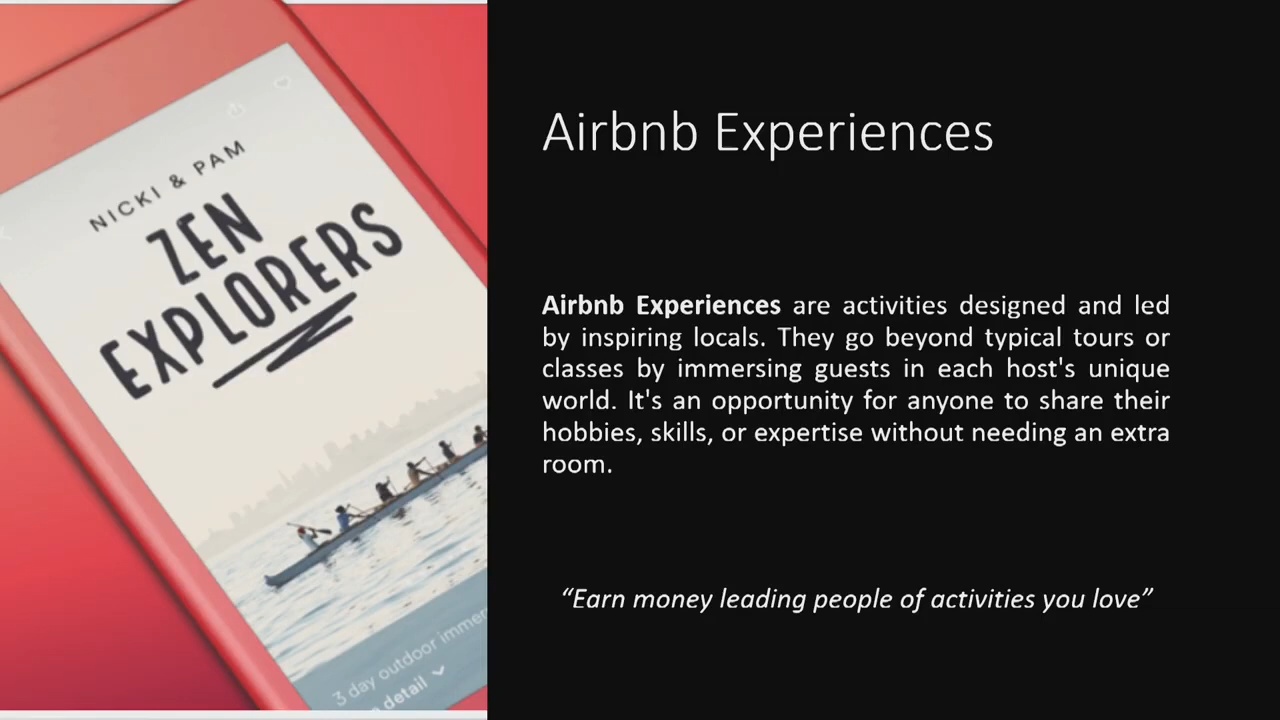 NICKI & PAM
ZEN
EXPLORERS
3 day outdoor
detail
Airbnb Experiences
Airbnb Experiences are activities designed and led
by inspiring locals. They go beyond typical tours or
classes by immersing guests in each host's unique
world. It's an opportunity for anyone to share their
hobbies, skills, or expertise without needing an extra
room.
“Earn money leading people of activities you love”